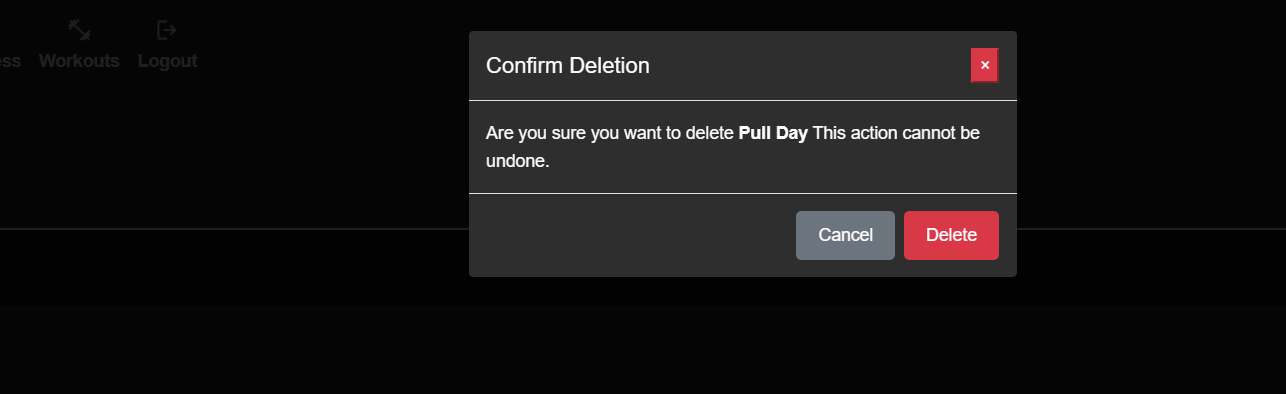 ess Workouts Logout
Confirm Deletion
×
Are you sure you want to delete Pull Day This action cannot be
undone.
Cancel Delete